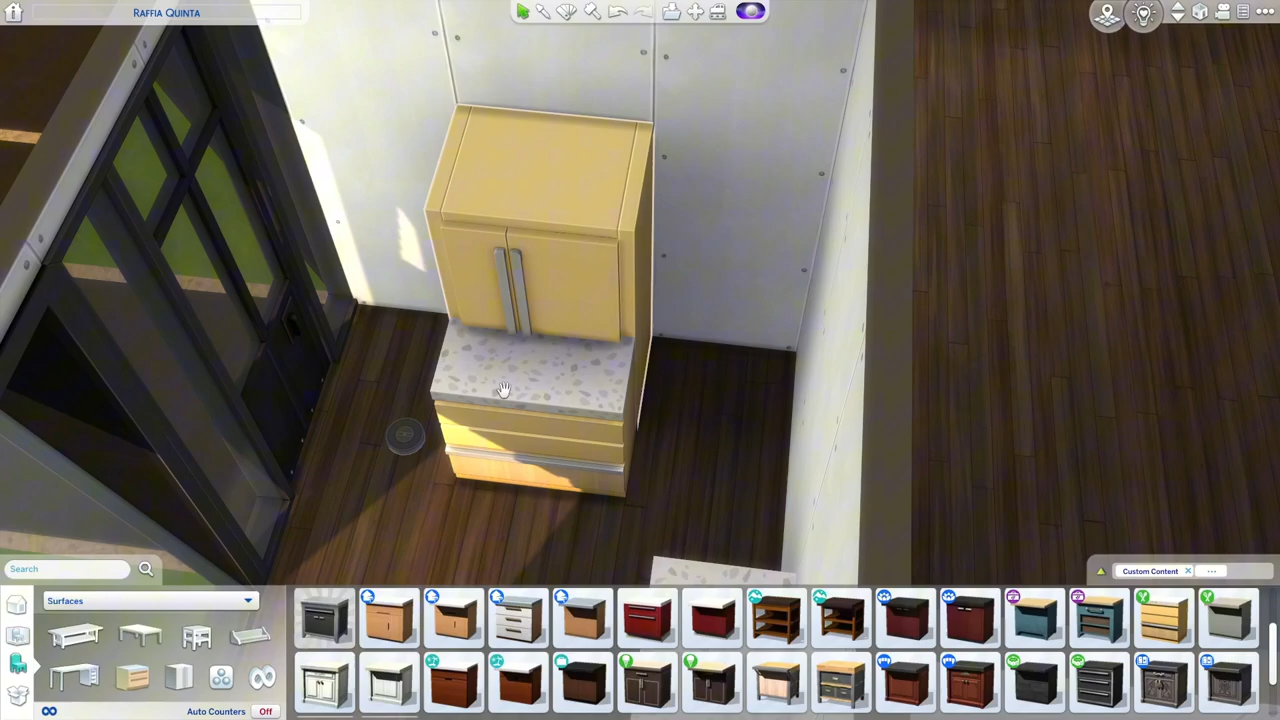 RAFFIA QUINTA
Search
Custom Content
Surfaces
Auto Counters
Off